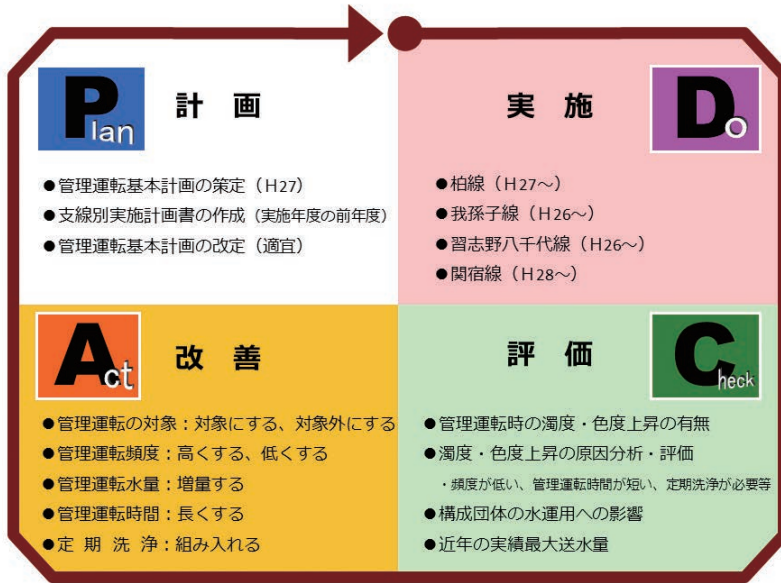 Plan
計 画
●管理運転基本計画の策定（H27）
●支線別実施計画書の作成（実施年度の前年度）
●管理運転基本計画の改定（適宜）
実 施
Do
●柏線（H27～）
●我孫子線（H26～）
●習志野八千代線（H26～）
●関宿線（H28～）
Act
改 善
●管理運転の対象：対象にする、対象外にする
●管理運転頻度：高くする、低くする
●管理運転水量：増量する
●管理運転時間：長くする
●定 期 洗 浄：組み入れる
評 価
Check
●管理運転時の濁度・色度上昇の有無
●濁度・色度上昇の原因分析・評価
・頻度が低い、管理運転時間が短い、定期洗浄が必要等
●構成団体の水運用への影響
●近年の実績最大送水量